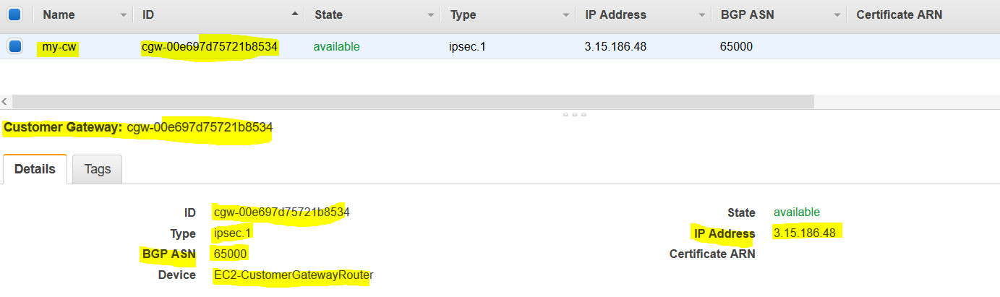 Name ID State Type IP Address BGP ASN Certificate ARN
my-cw cgw-00e697d75721b8534 available ipsec.1 3.15.186.48 65000
Customer Gateway: cgw-00e697d75721b8534
Details Tags
ID cgw-00e697d75721b8534 State available
Type ipsec.1 IP Address 3.15.186.48
BGP ASN 65000 Certificate ARN
Device EC2-CustomerGatewayRouter